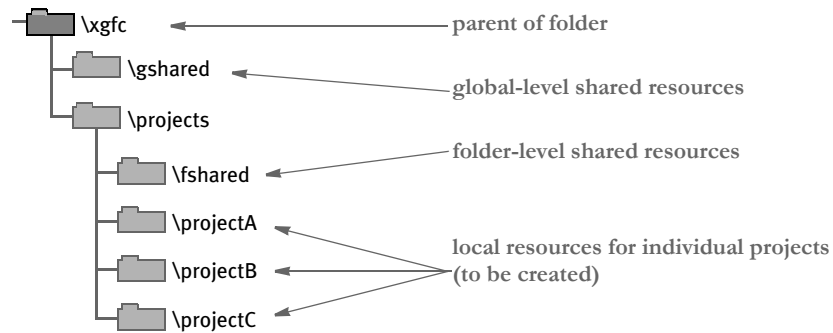 \xgfc
parent of folder
\gshared
global-level shared resources
\projects
\fshared
folder-level shared resources
\projectA
\projectB
local resources for individual projects
(to be created)
\projectC